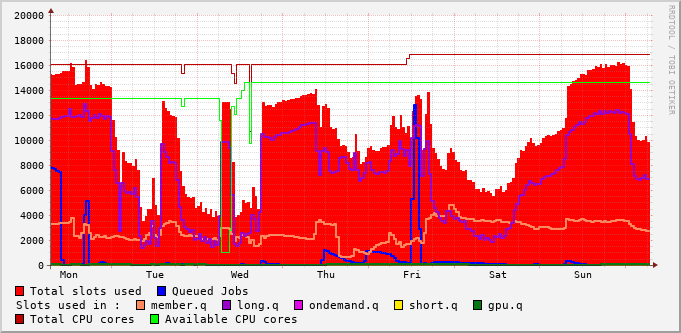 20000
18000
16000
14000
12000
10000
8000
6000
4000
2000
0
Mon Tue Wed Thu Fri Sat Sun
RRDTOOL / TOBI OETIKER
Total slots used Queued Jobs
Slots used in : member.q long.q ondemand.q short.q gpu.q
Total CPU cores Available CPU cores